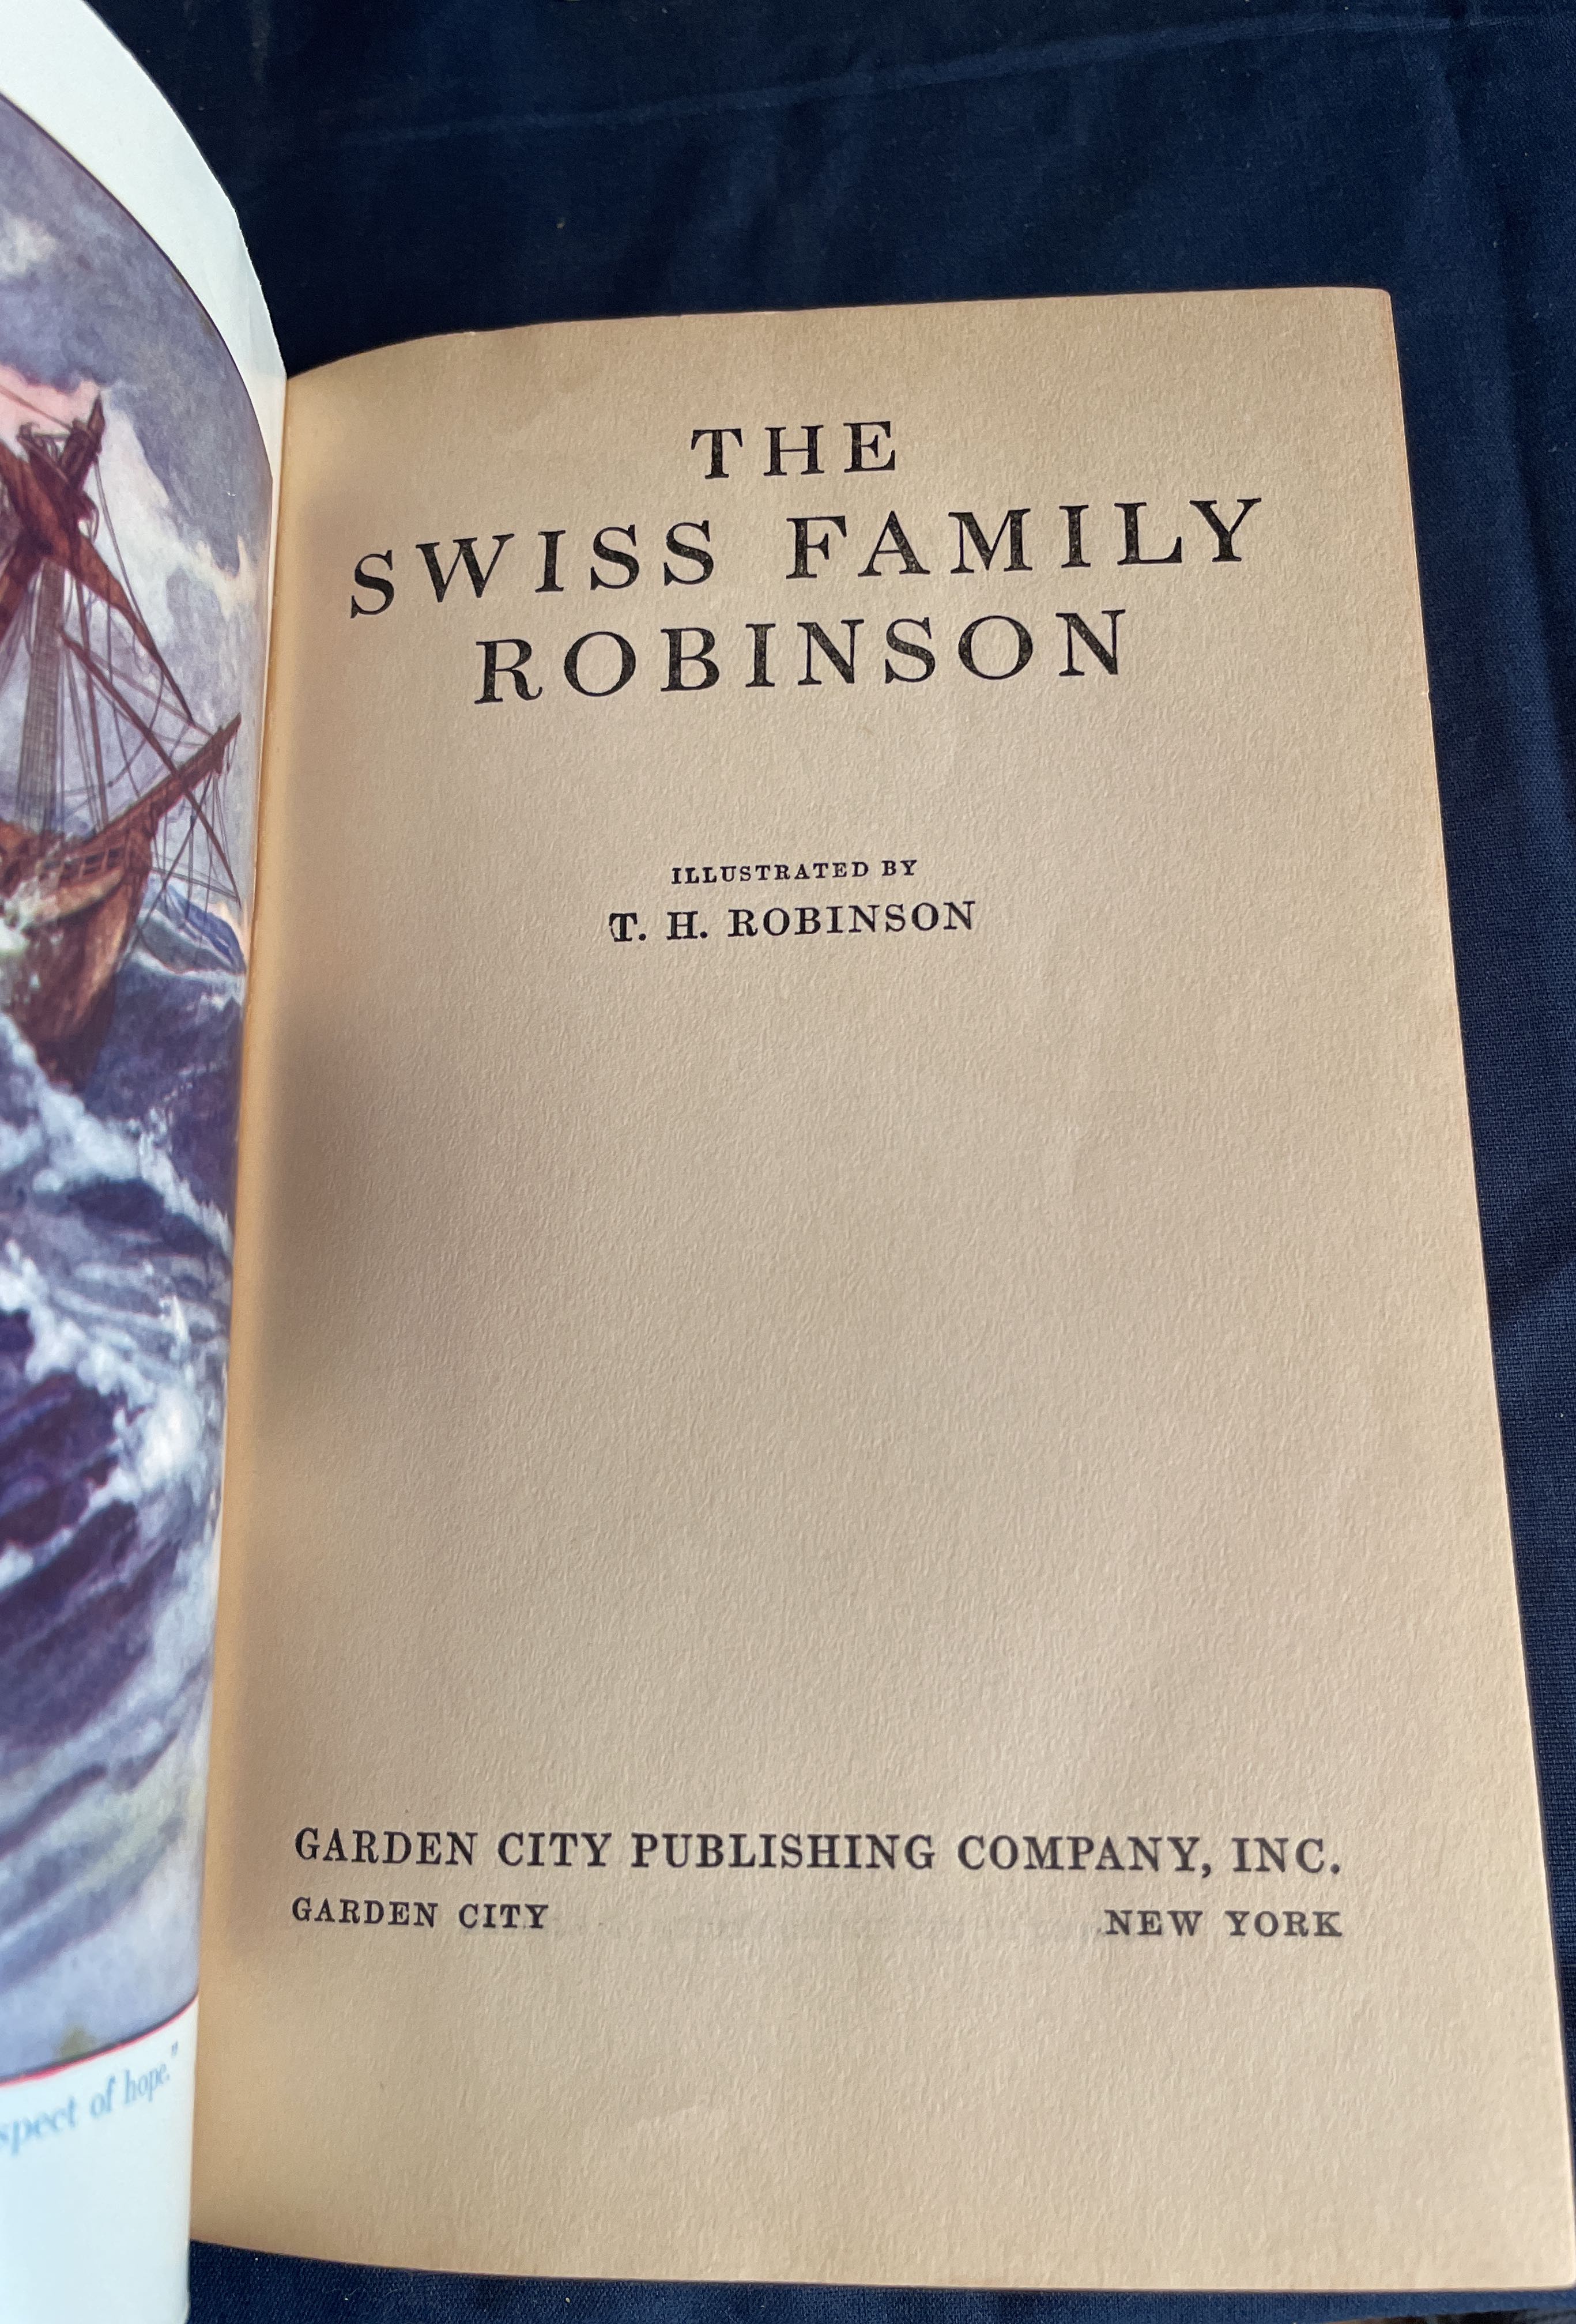 THE
SWISS FAMILY
ROBINSON
ILLUSTRATED BY
T. H. ROBINSON
GARDEN CITY PUBLISHING COMPANY, INC.
GARDEN CITY NEW YORK
of hope."